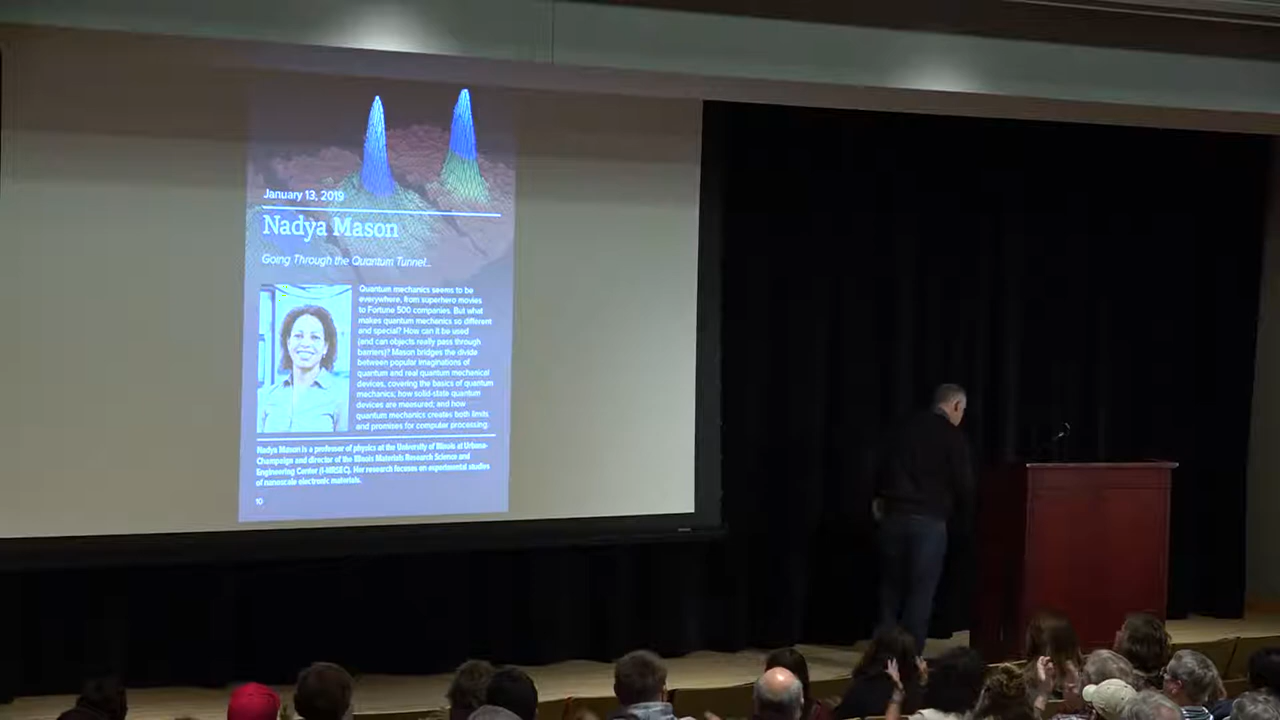 January 13, 2019
Nadya Mason
Going Through the Quantum Tunnel...
Quantum mechanics seems to be
everywhere, from superhero movies
to Fortune 500 companies. But what
makes quantum mechanics so different
and special? How can it be used
(and can objects really pass through
barriers)? Mason bridges the divide
between popular imaginations of
quantum and real quantum mechanical
devices, covering the basics of quantum
mechanics; how solid-state quantum
devices are measured; and how
quantum mechanics creates both limits
and promises for computer processing.
Nadya Mason is a professor of physics at the University of Illinois at Urbana-
Champaign and director of the Illinois Materials Research Science and
Engineering Center (I-MRSEC). Her research focuses on experimental studies
of nanoscale electronic materials.
10